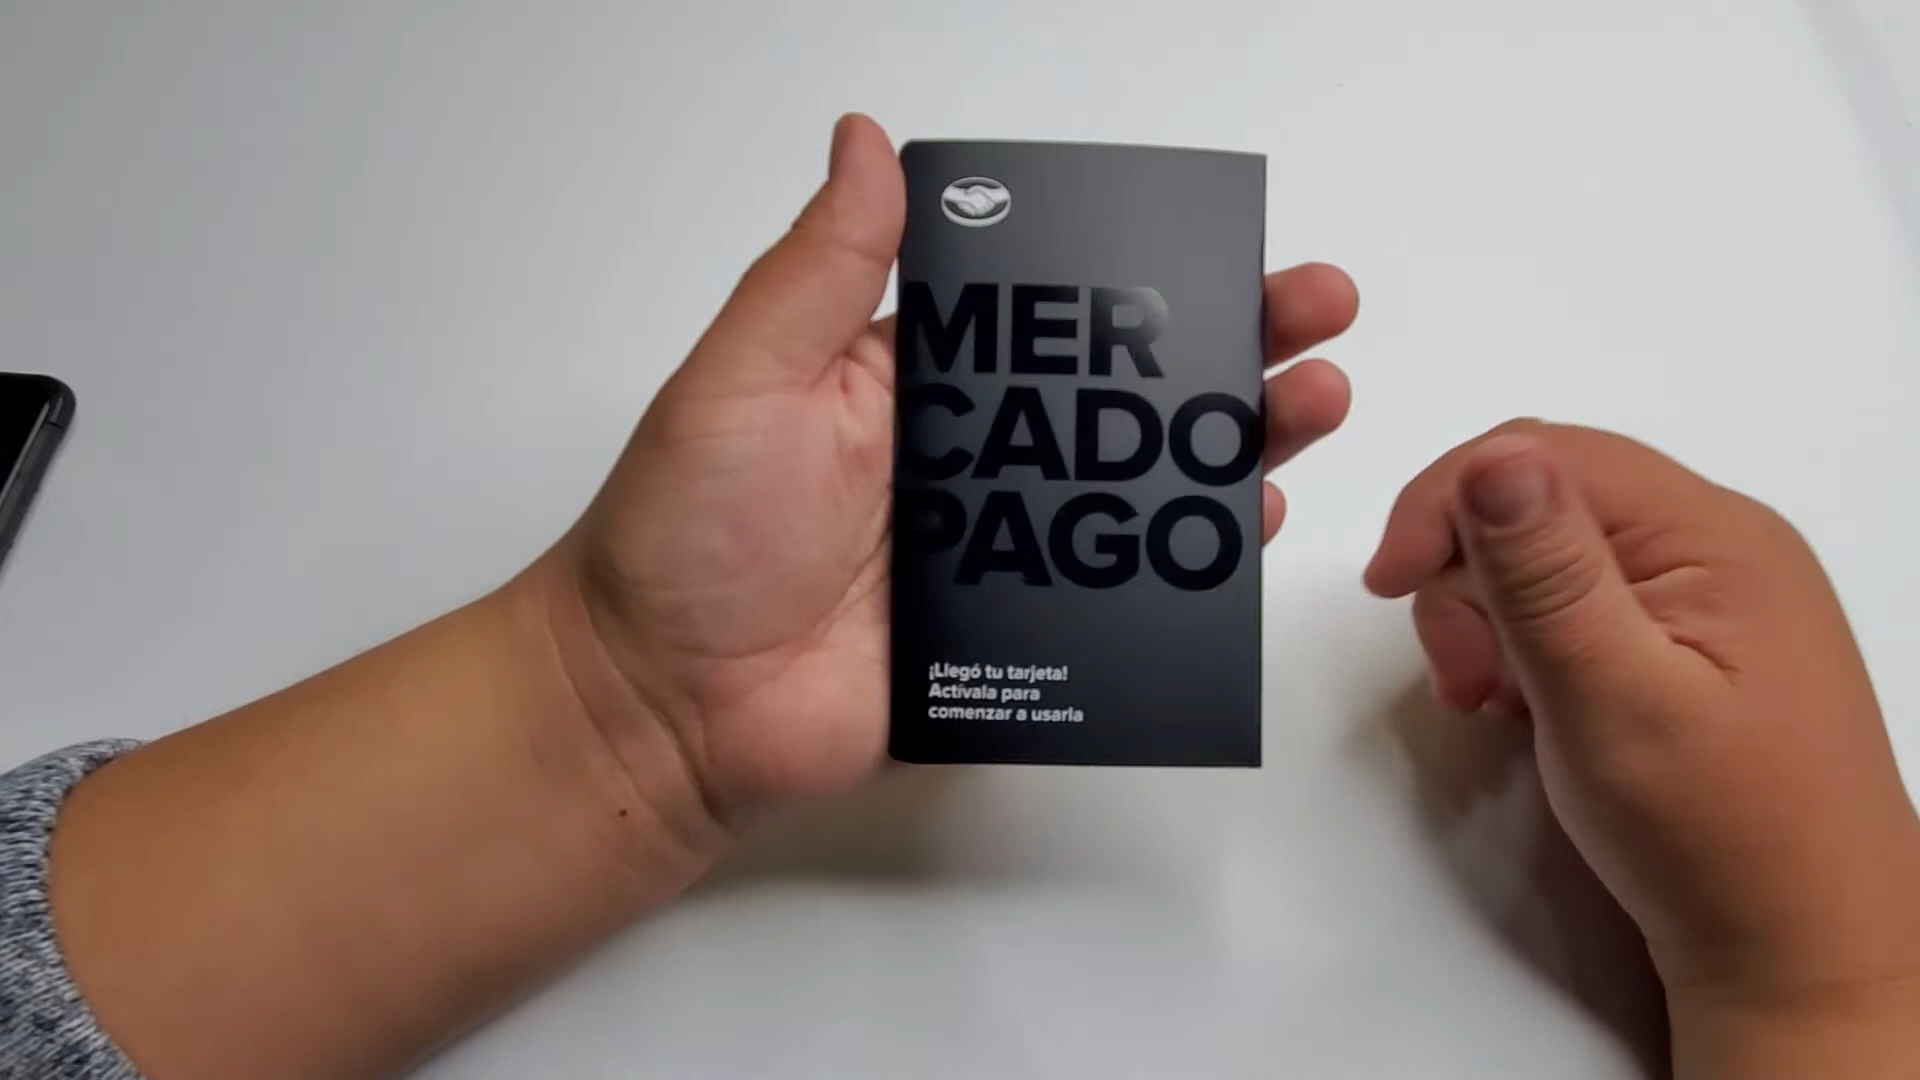 MER
CADO
PAGO
¡Llegó tu tarjeta!
Actívala para
comenzar a usarla